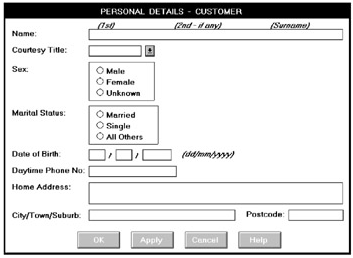 PERSONAL DETAILS - CUSTOMER
(1st) (2nd - if any) (Surname)
Name:
Courtesy Title:
Sex:
Male
Female
Unknown
Marital Status:
Married
Single
All Others
Date of Birth: / / (dd/mm/yyyy)
Daytime Phone No:
Home Address:
City/Town/Suburb: Postcode:
OK Apply Cancel Help